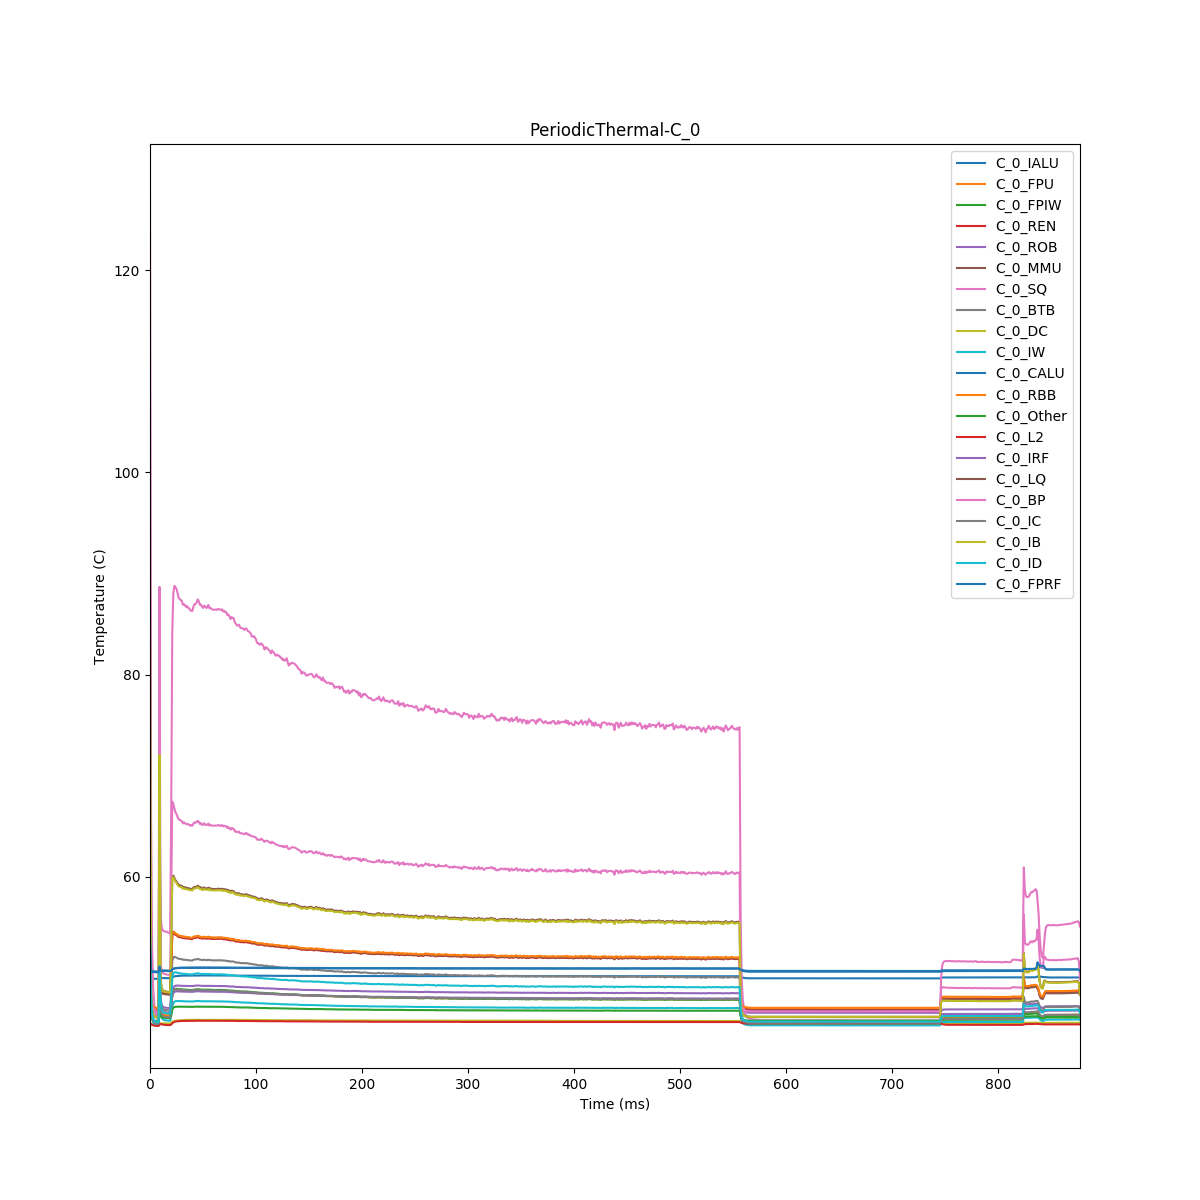 PeriodicThermal-C_0
C_0_IALU
C_0_FPU
C_0_FPIW
C_0_REN
C_0_ROB
C_0_MMU
C_0_SQ
C_0_BTB
C_0_DC
C_0_IW
C_0_CALU
C_0_RBB
C_0_Other
C_0_L2
C_0_IRF
C_0_LQ
C_0_BP
C_0_IC
C_0_IB
C_0_ID
C_0_FPRF
120
100
80
60
Temperature (C)
0 100 200 300 400 500 600 700 800
Time (ms)